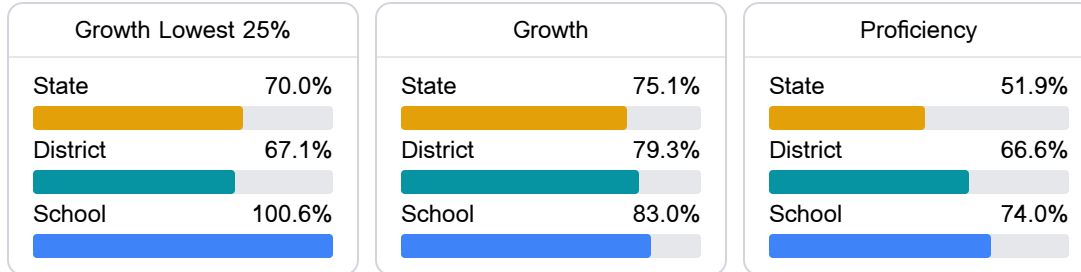 Growth Lowest 25%
State 70.0%
District 67.1%
School 100.6%
Growth
State 75.1%
District 79.3%
School 83.0%
Proficiency
State 51.9%
District 66.6%
School 74.0%